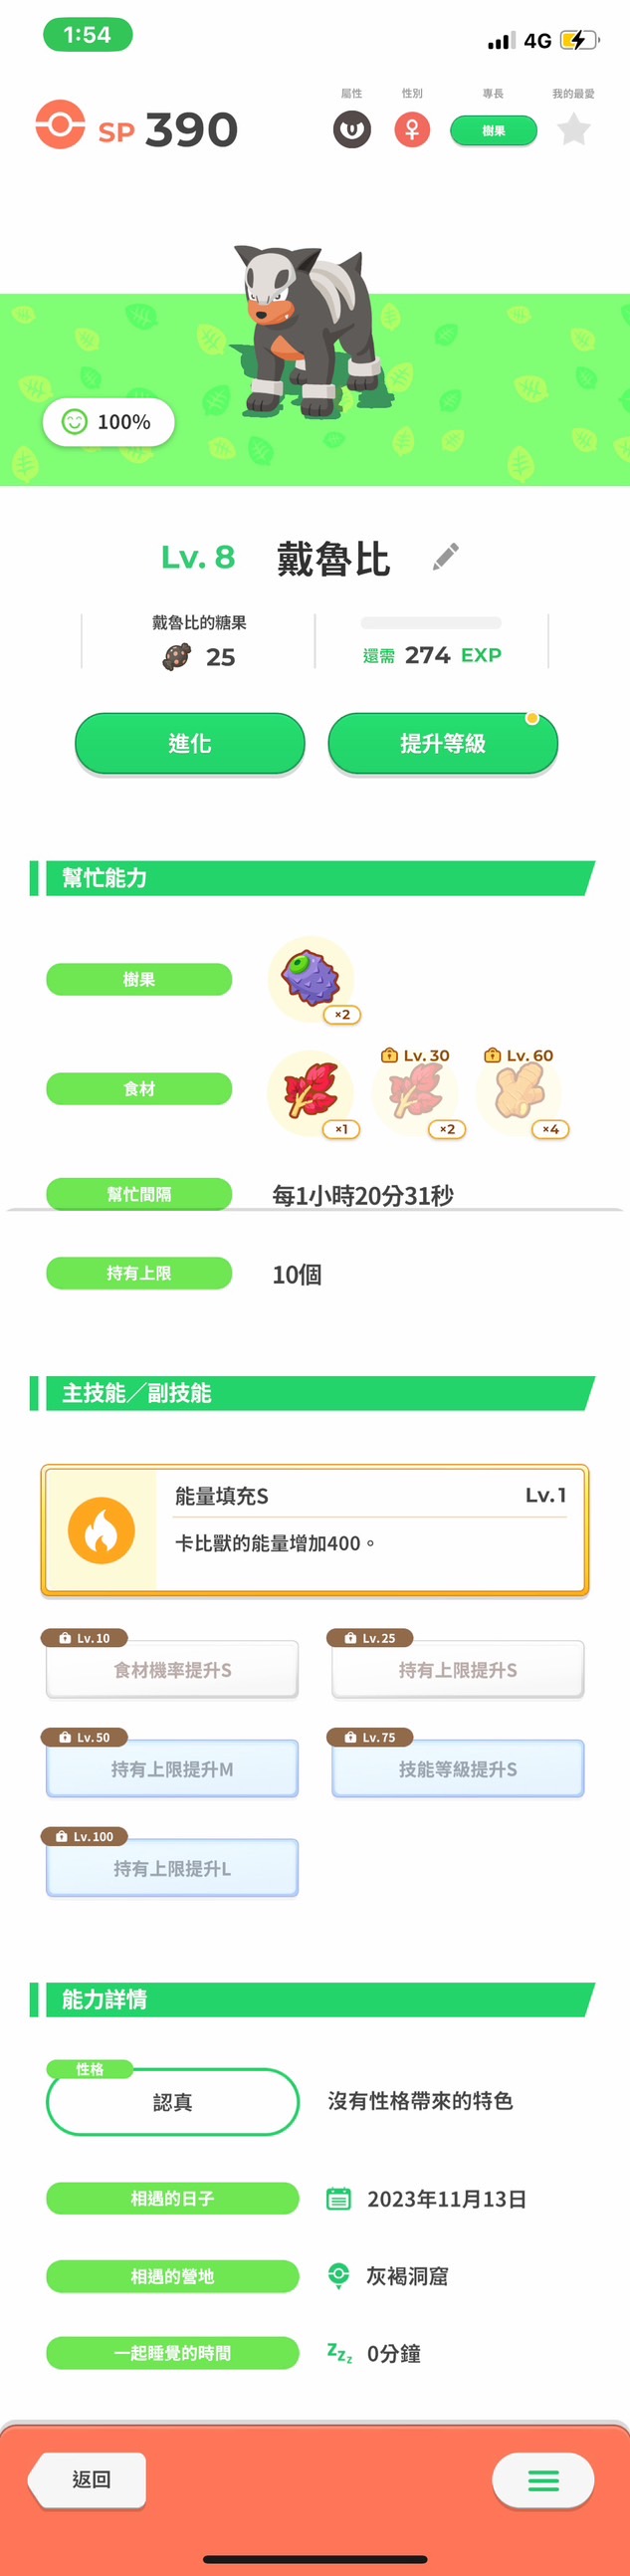 1:54
4G
屬性 性別 專長 我的最愛
SP 390
樹果
100%
Lv. 8 戴魯比
戴魯比的糖果
25
還需 274 EXP
進化
提升等級
幫忙能力
樹果
×2
食材
Lv.30 Lv.60
×1 ×2 ×4
幫忙間隔 每1小時20分31秒
持有上限 10個
主技能／副技能
能量填充S Lv.1
卡比獸的能量增加400。
Lv.10 Lv.25
食材機率提升S 持有上限提升S
Lv.50 Lv.75
持有上限提升M 技能等級提升S
Lv.100
持有上限提升L
能力詳情
性格
認真 沒有性格帶來的特色
相遇的日子 2023年11月13日
相遇的營地 灰褐洞窟
一起睡覺的時間 zzz 0分鐘
返回